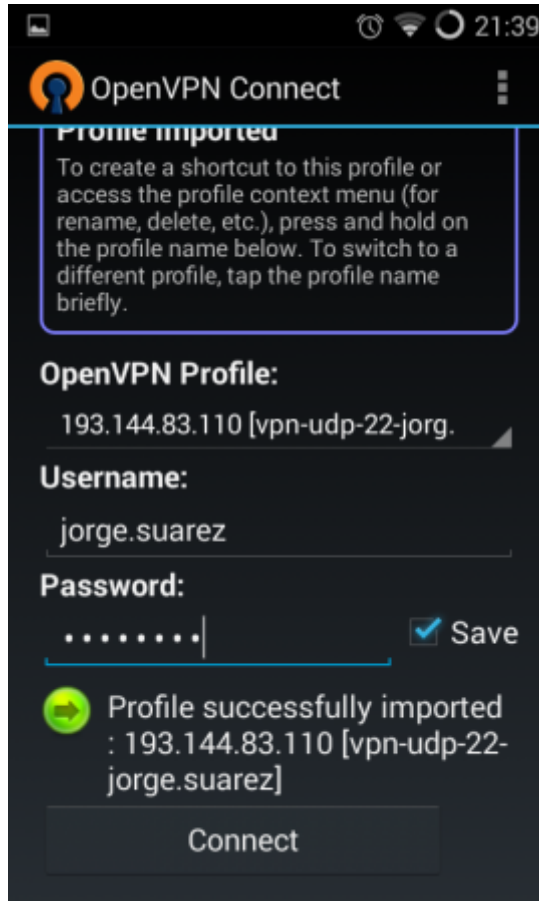 21:39
OpenVPN Connect
Profile Imported
To create a shortcut to this profile or
access the profile context menu (for
rename, delete, etc.), press and hold on
the profile name below. To switch to a
different profile, tap the profile name
briefly.
OpenVPN Profile:
193.144.83.110 [vpn-udp-22-jorg.
Username:
jorge.suarez
Password:
........
Save
Profile successfully imported
: 193.144.83.110 [vpn-udp-22-
jorge.suarez]
Connect